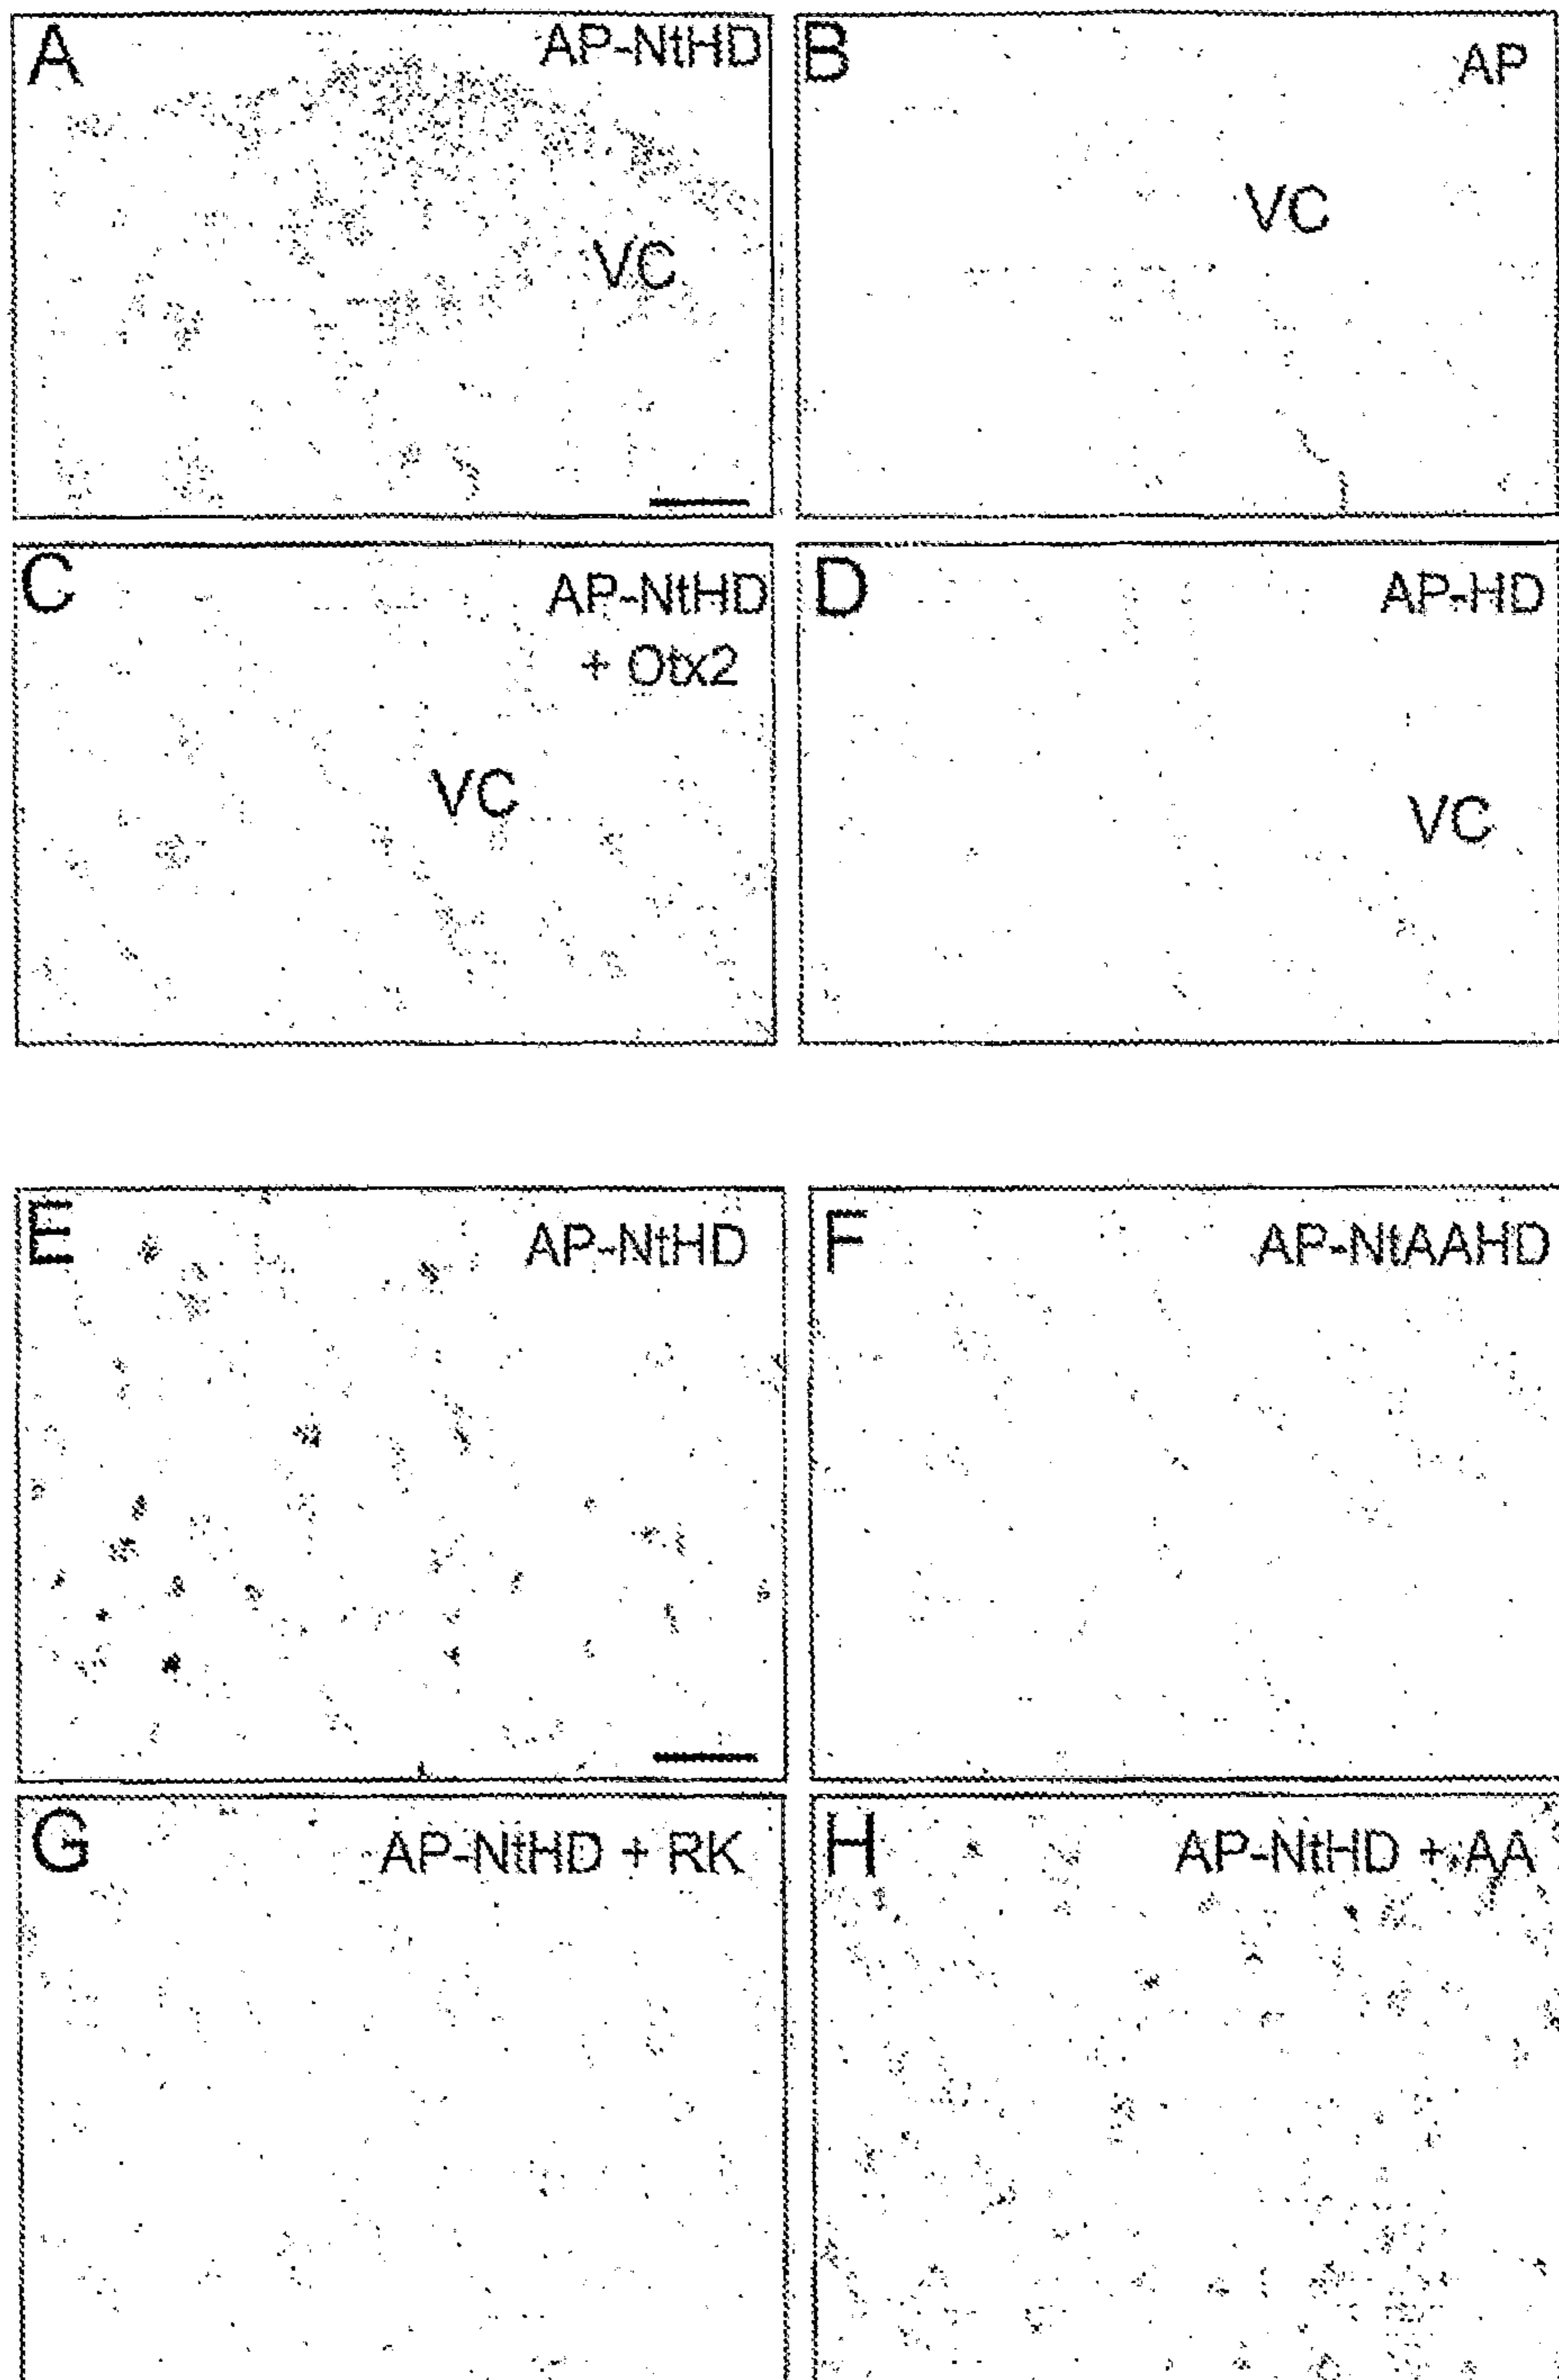 A AP-NtHD
VC
B AP
VC
C AP-NtHD
+ Otx2
VC
D AP-HD
VC
E AP-NtHD
F AP-NtAAHD
G AP-NtHD + RK
H AP-NtHD + AA